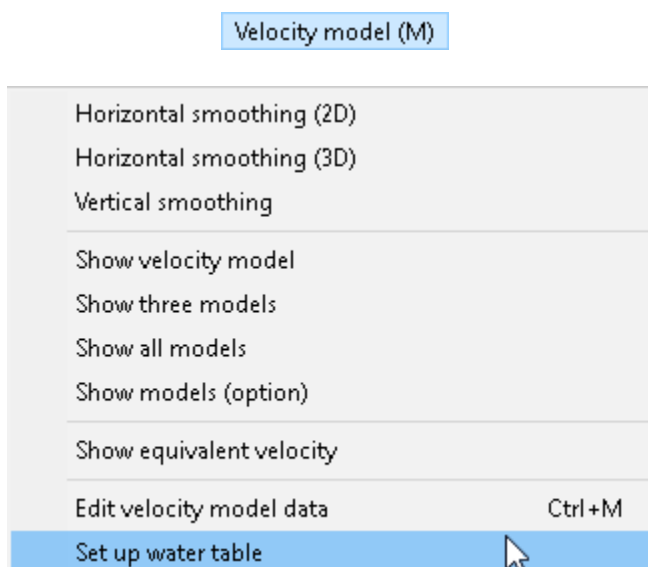 Velocity model (M)
Horizontal smoothing (2D)
Horizontal smoothing (3D)
Vertical smoothing
Show velocity model
Show three models
Show all models
Show models (option)
Show equivalent velocity
Edit velocity model data Ctrl+M
Set up water table